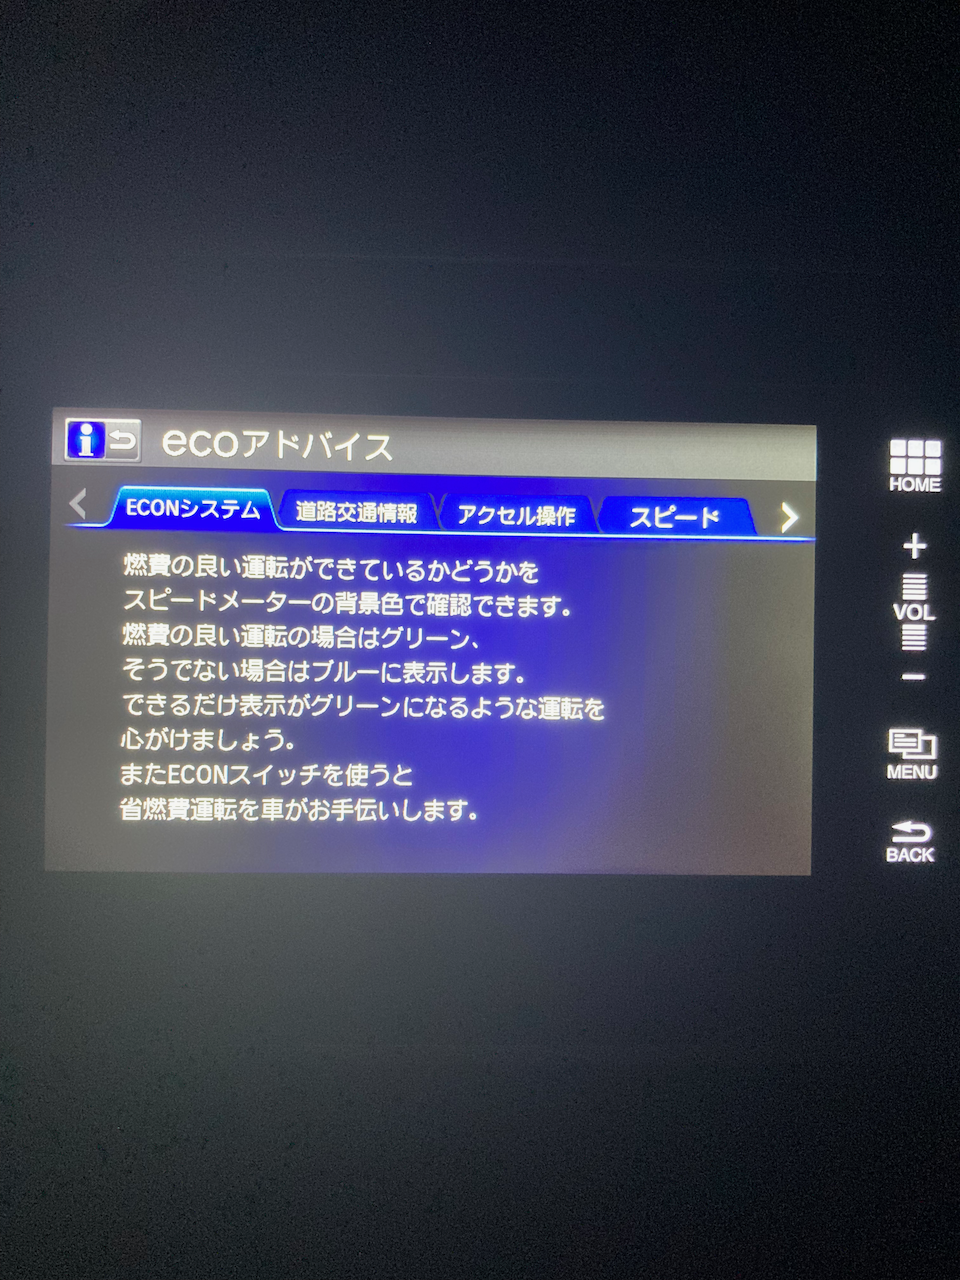 ecoアドバイス
ECONシステム 道路交通情報 アクセル操作 スピード
燃費の良い運転ができているかどうかを
スピードメーターの背景色で確認できます。
燃費の良い運転の場合はグリーン、
そうでない場合はブルーに表示します。
できるだけ表示がグリーンになるような運転を
心がけましょう。
またECONスイッチを使うと
省燃費運転を車がお手伝いします。
HOME
+
VOL
−
MENU
BACK